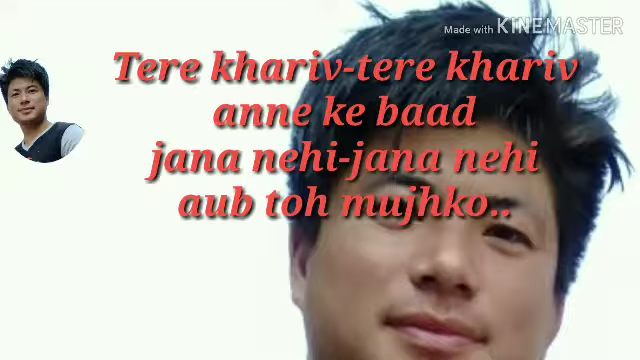 Made with KINEMASTER
Tere khariv-tere khariv
anne ke baad
jana nehi-jana nehi
aub toh mujhko..